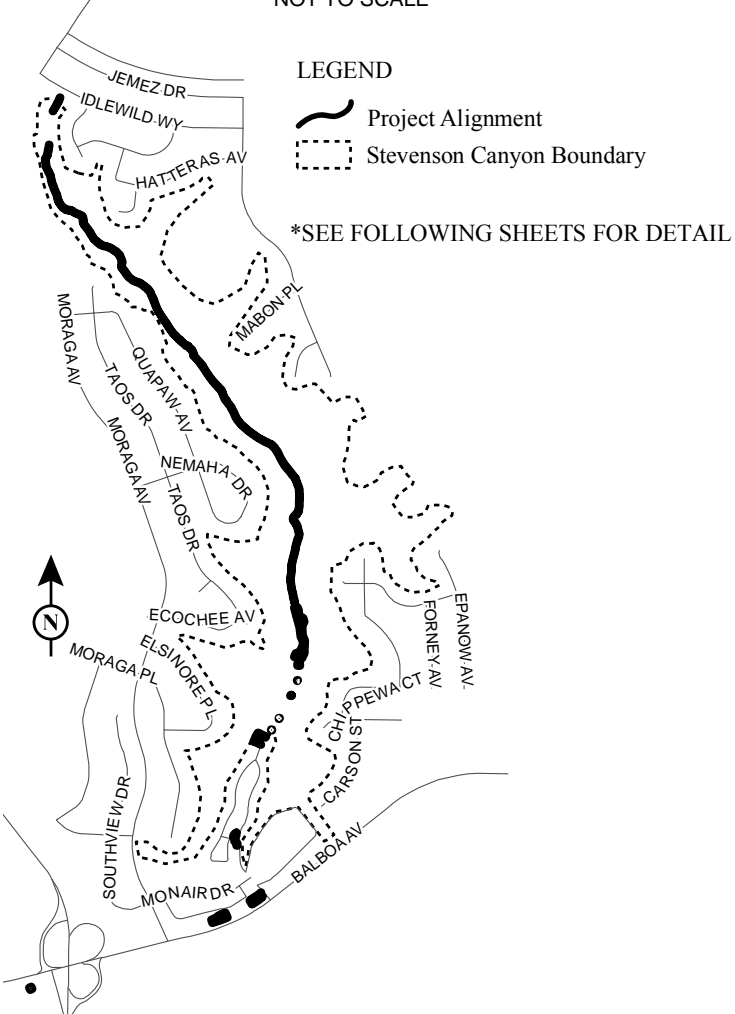 NOT TO SCALE
LEGEND
Project Alignment
Stevenson Canyon Boundary
*SEE FOLLOWING SHEETS FOR DETAIL
JEMEZ DR
IDLEWILD WY
HATTERAS AV
MABON PL
MORAGA AV
TAOS DR
QUAPAW AV
MORAGA AV
NEMAHA DR
TAOS DR
ECOCHEE AV
N
MORAGA PL
ELSINORE PL
FORNEY AV
EPANOW AV
CHIPPEWA CT
CARSON ST
SOUTHVIEW DR
MONAIR DR
BALBOA AV